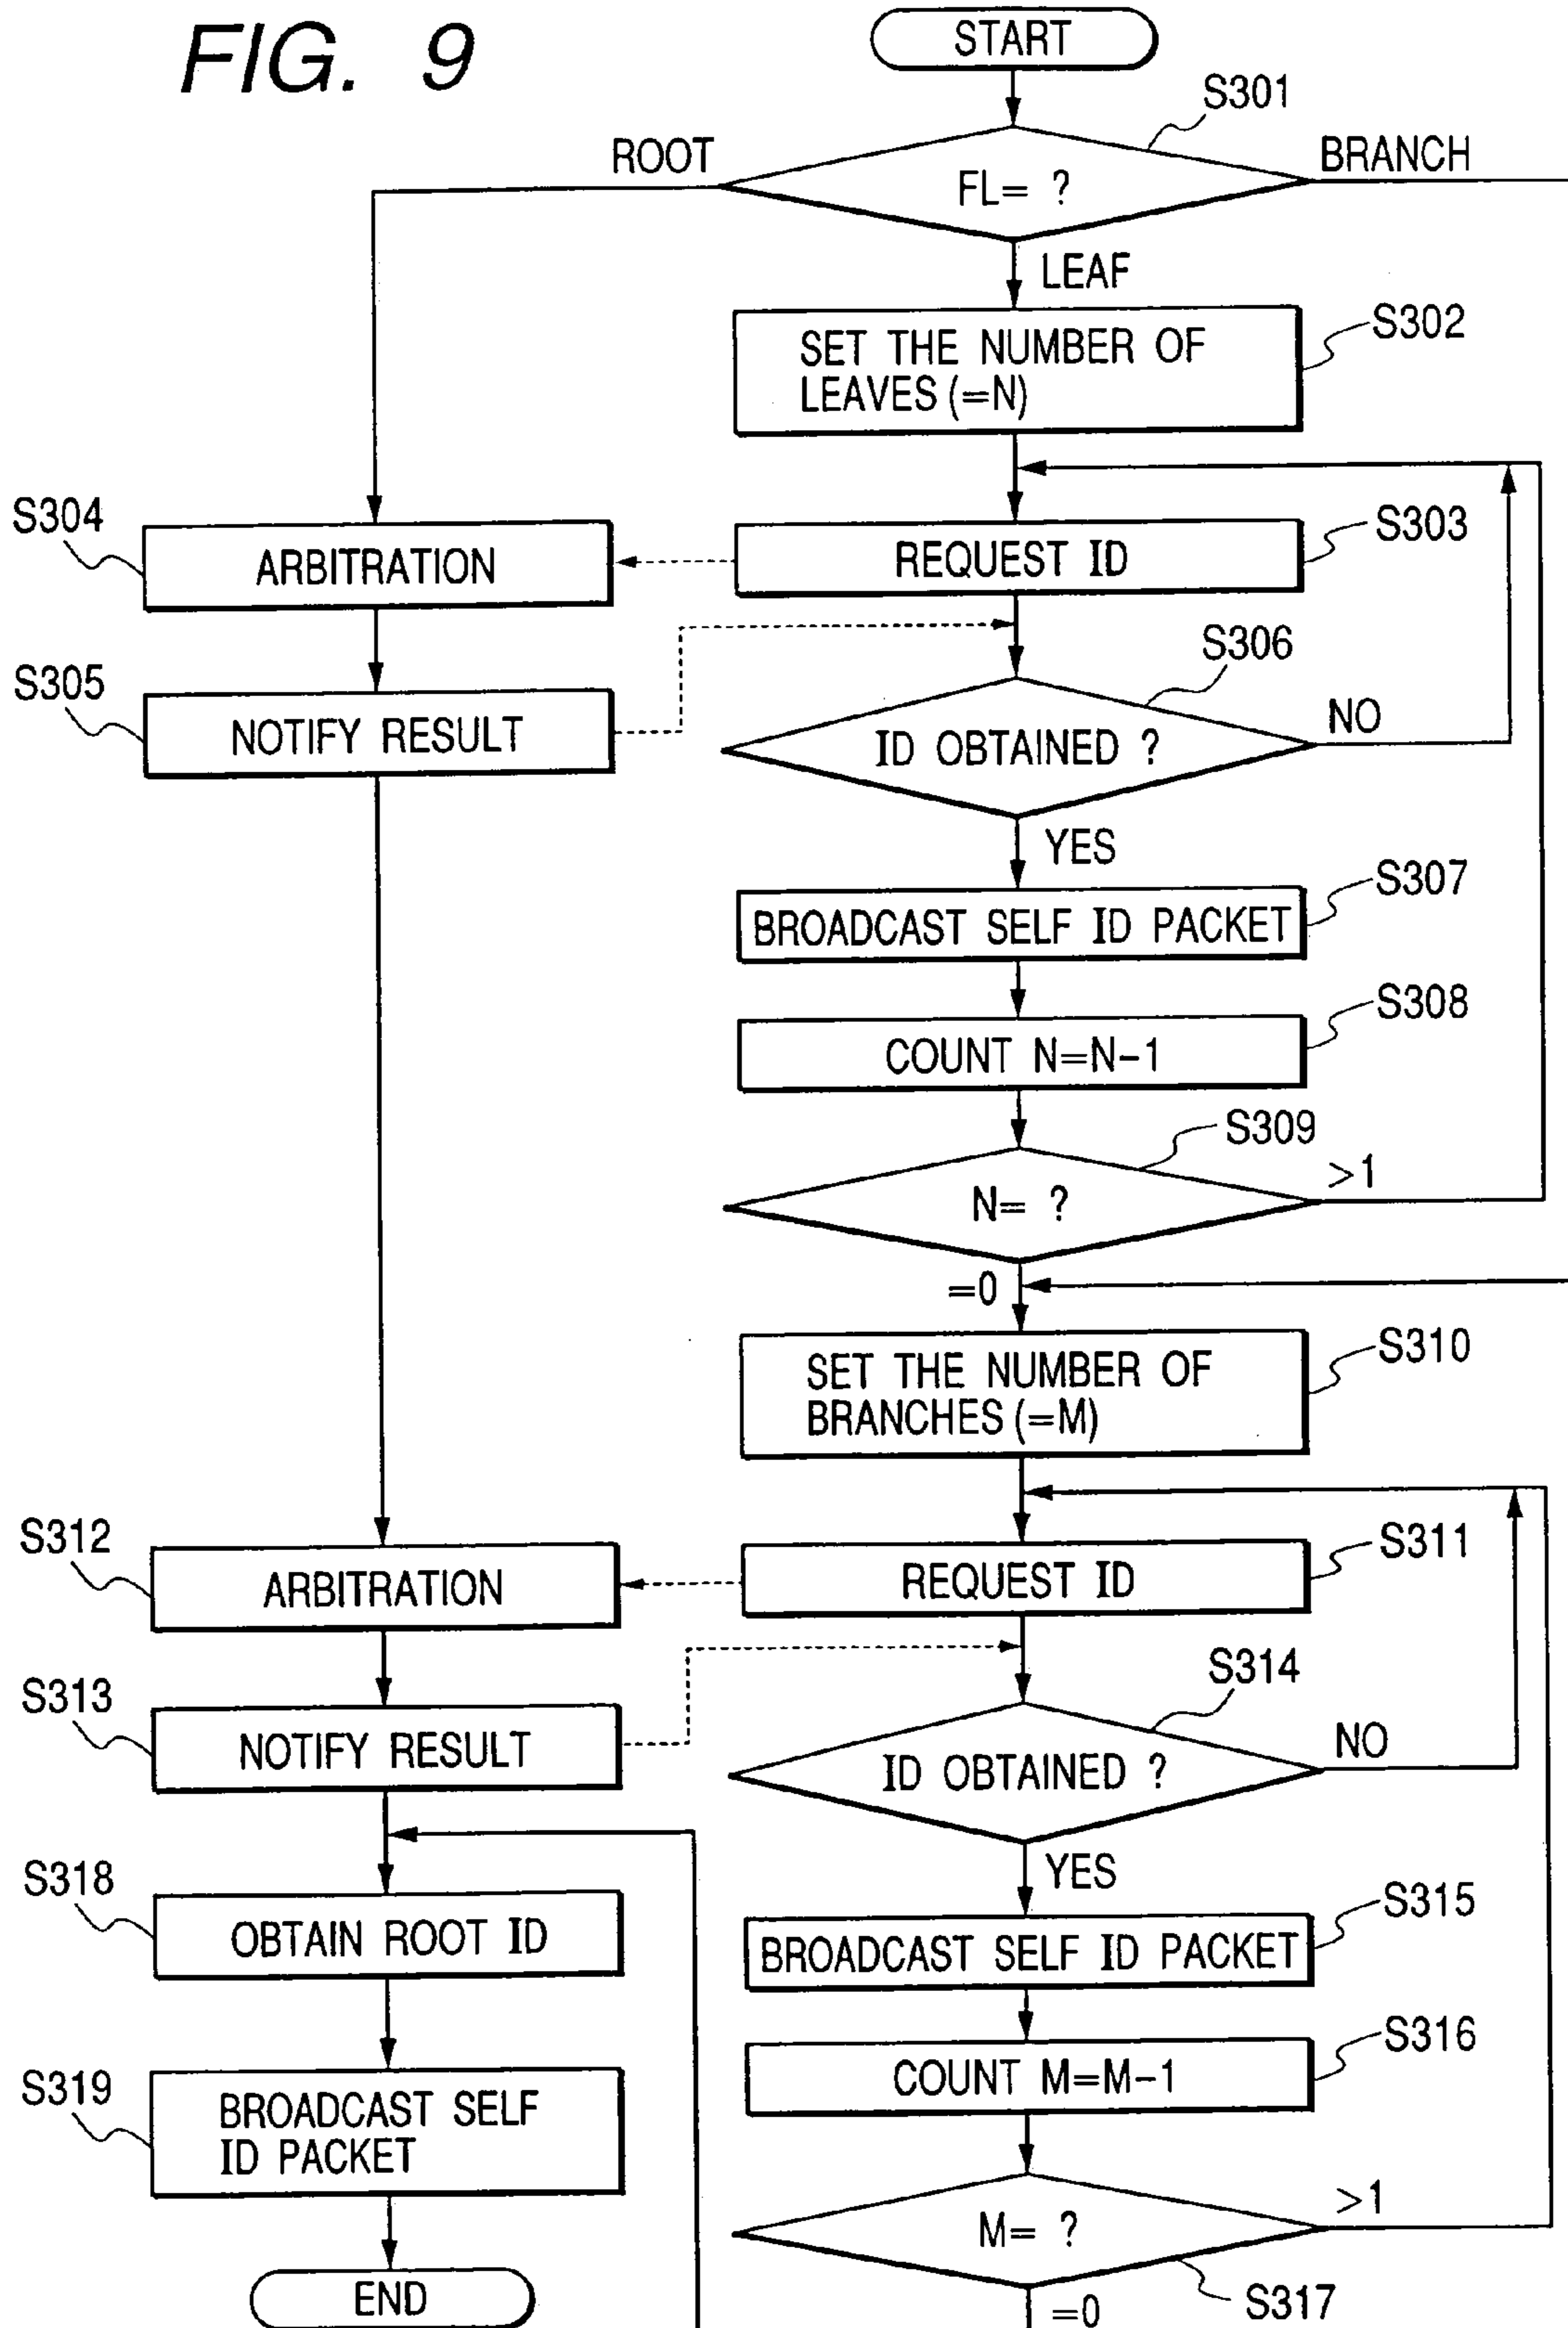 FIG. 9
START
S301
ROOT
BRANCH
FL= ?
LEAF
S302
SET THE NUMBER OF
LEAVES (=N)
S304
S303
ARBITRATION
REQUEST ID
S306
S305
NOTIFY RESULT
NO
ID OBTAINED ?
YES
S307
BROADCAST SELF ID PACKET
S308
COUNT N=N-1
S309
>1
N= ?
=0
S310
SET THE NUMBER OF
BRANCHES (=M)
S312
S311
ARBITRATION
REQUEST ID
S314
S313
NOTIFY RESULT
NO
ID OBTAINED ?
S318
YES
S315
OBTAIN ROOT ID
BROADCAST SELF ID PACKET
S316
S319
COUNT M=M-1
BROADCAST SELF
ID PACKET
>1
M= ?
END
=0
S317